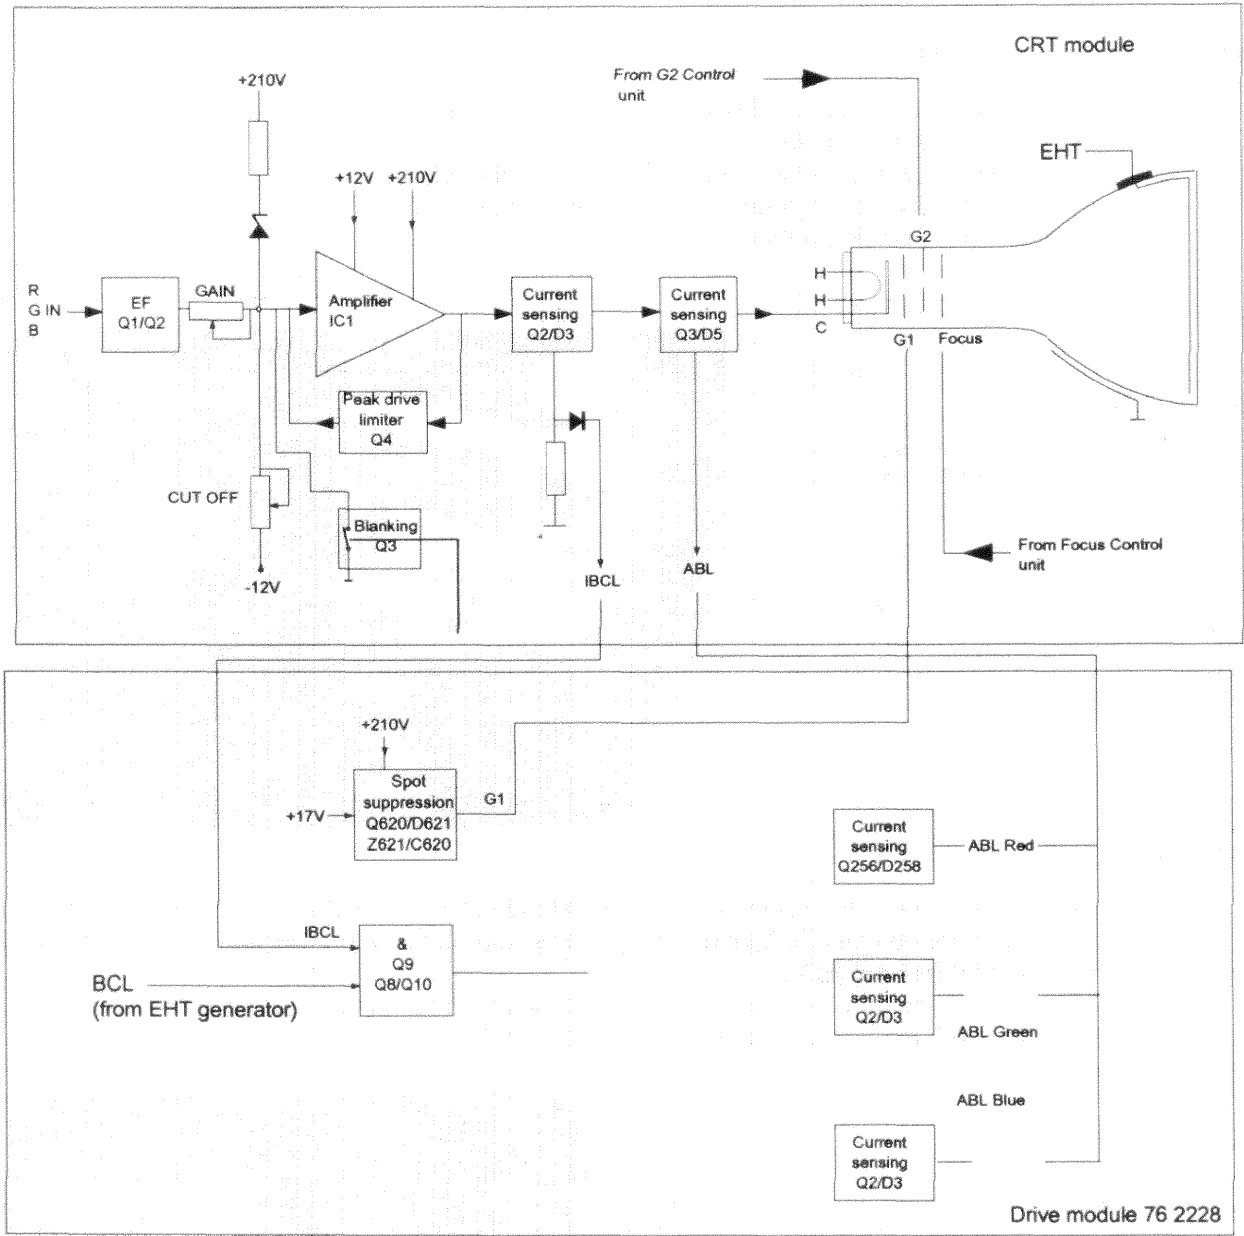 CRT module
+210V
From G2 Control
unit
EHT
+12V
+210V
G2
R
G IN
B
EF
Q1/Q2
GAIN
Amplifier
IC1
Current
sensing
Q2/D3
Current
sensing
Q3/D5
H
H
C
G1
Focus
Peak drive
limiter
Q4
CUT OFF
-12V
Blanking
Q3
IBCL
ABL
From Focus Control
unit
+210V
Spot
suppression
Q620/D621
Z621/C620
+17V
G1
Current
sensing
Q256/D258
ABL Red
IBCL
&
Q9
Q8/Q10
BCL
(from EHT generator)
Current
sensing
Q2/D3
ABL Green
ABL Blue
Current
sensing
Q2/D3
Drive module 76 2228